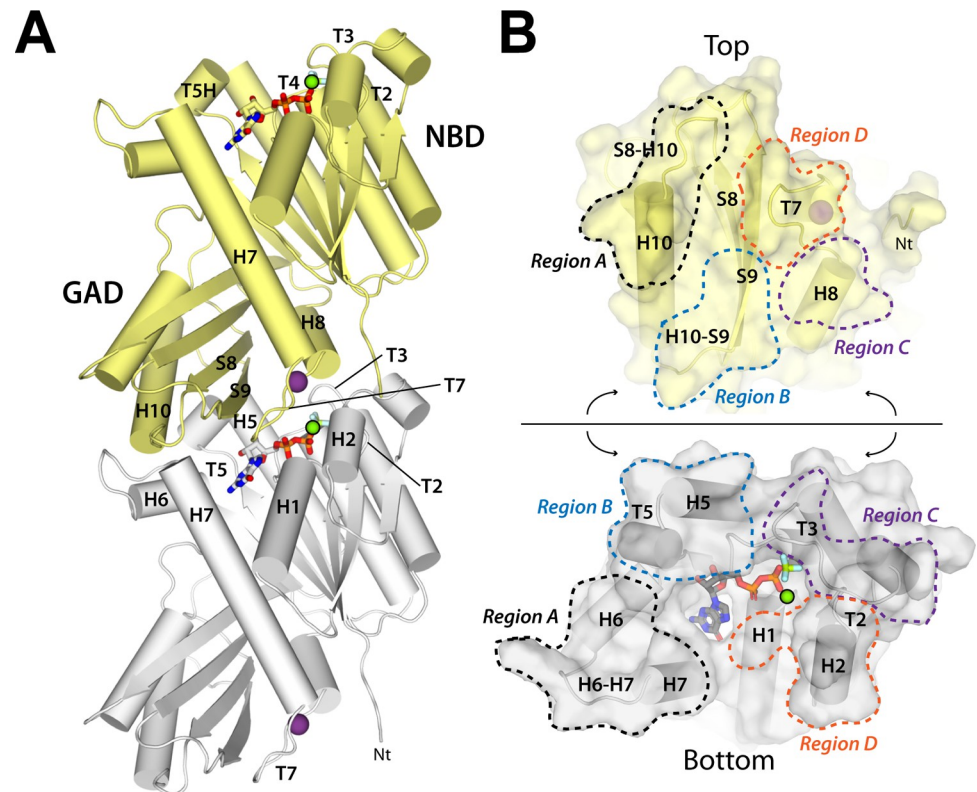 A
T3
T5H
T4
T2
NBD
H7
GAD
H8
T3
S8
T7
S9
H10
H5
H2
T5
T2
H6
H7
H1
Nt
T7
B
Top
Region D
S8-H10
S8
T7
H10
Nt
Region A
S9
H8
H10-S9
Region C
Region B
Region B
H5
T5
T3
Region C
Region A
H6
H1
T2
H2
H6-H7
H7
Region D
Bottom